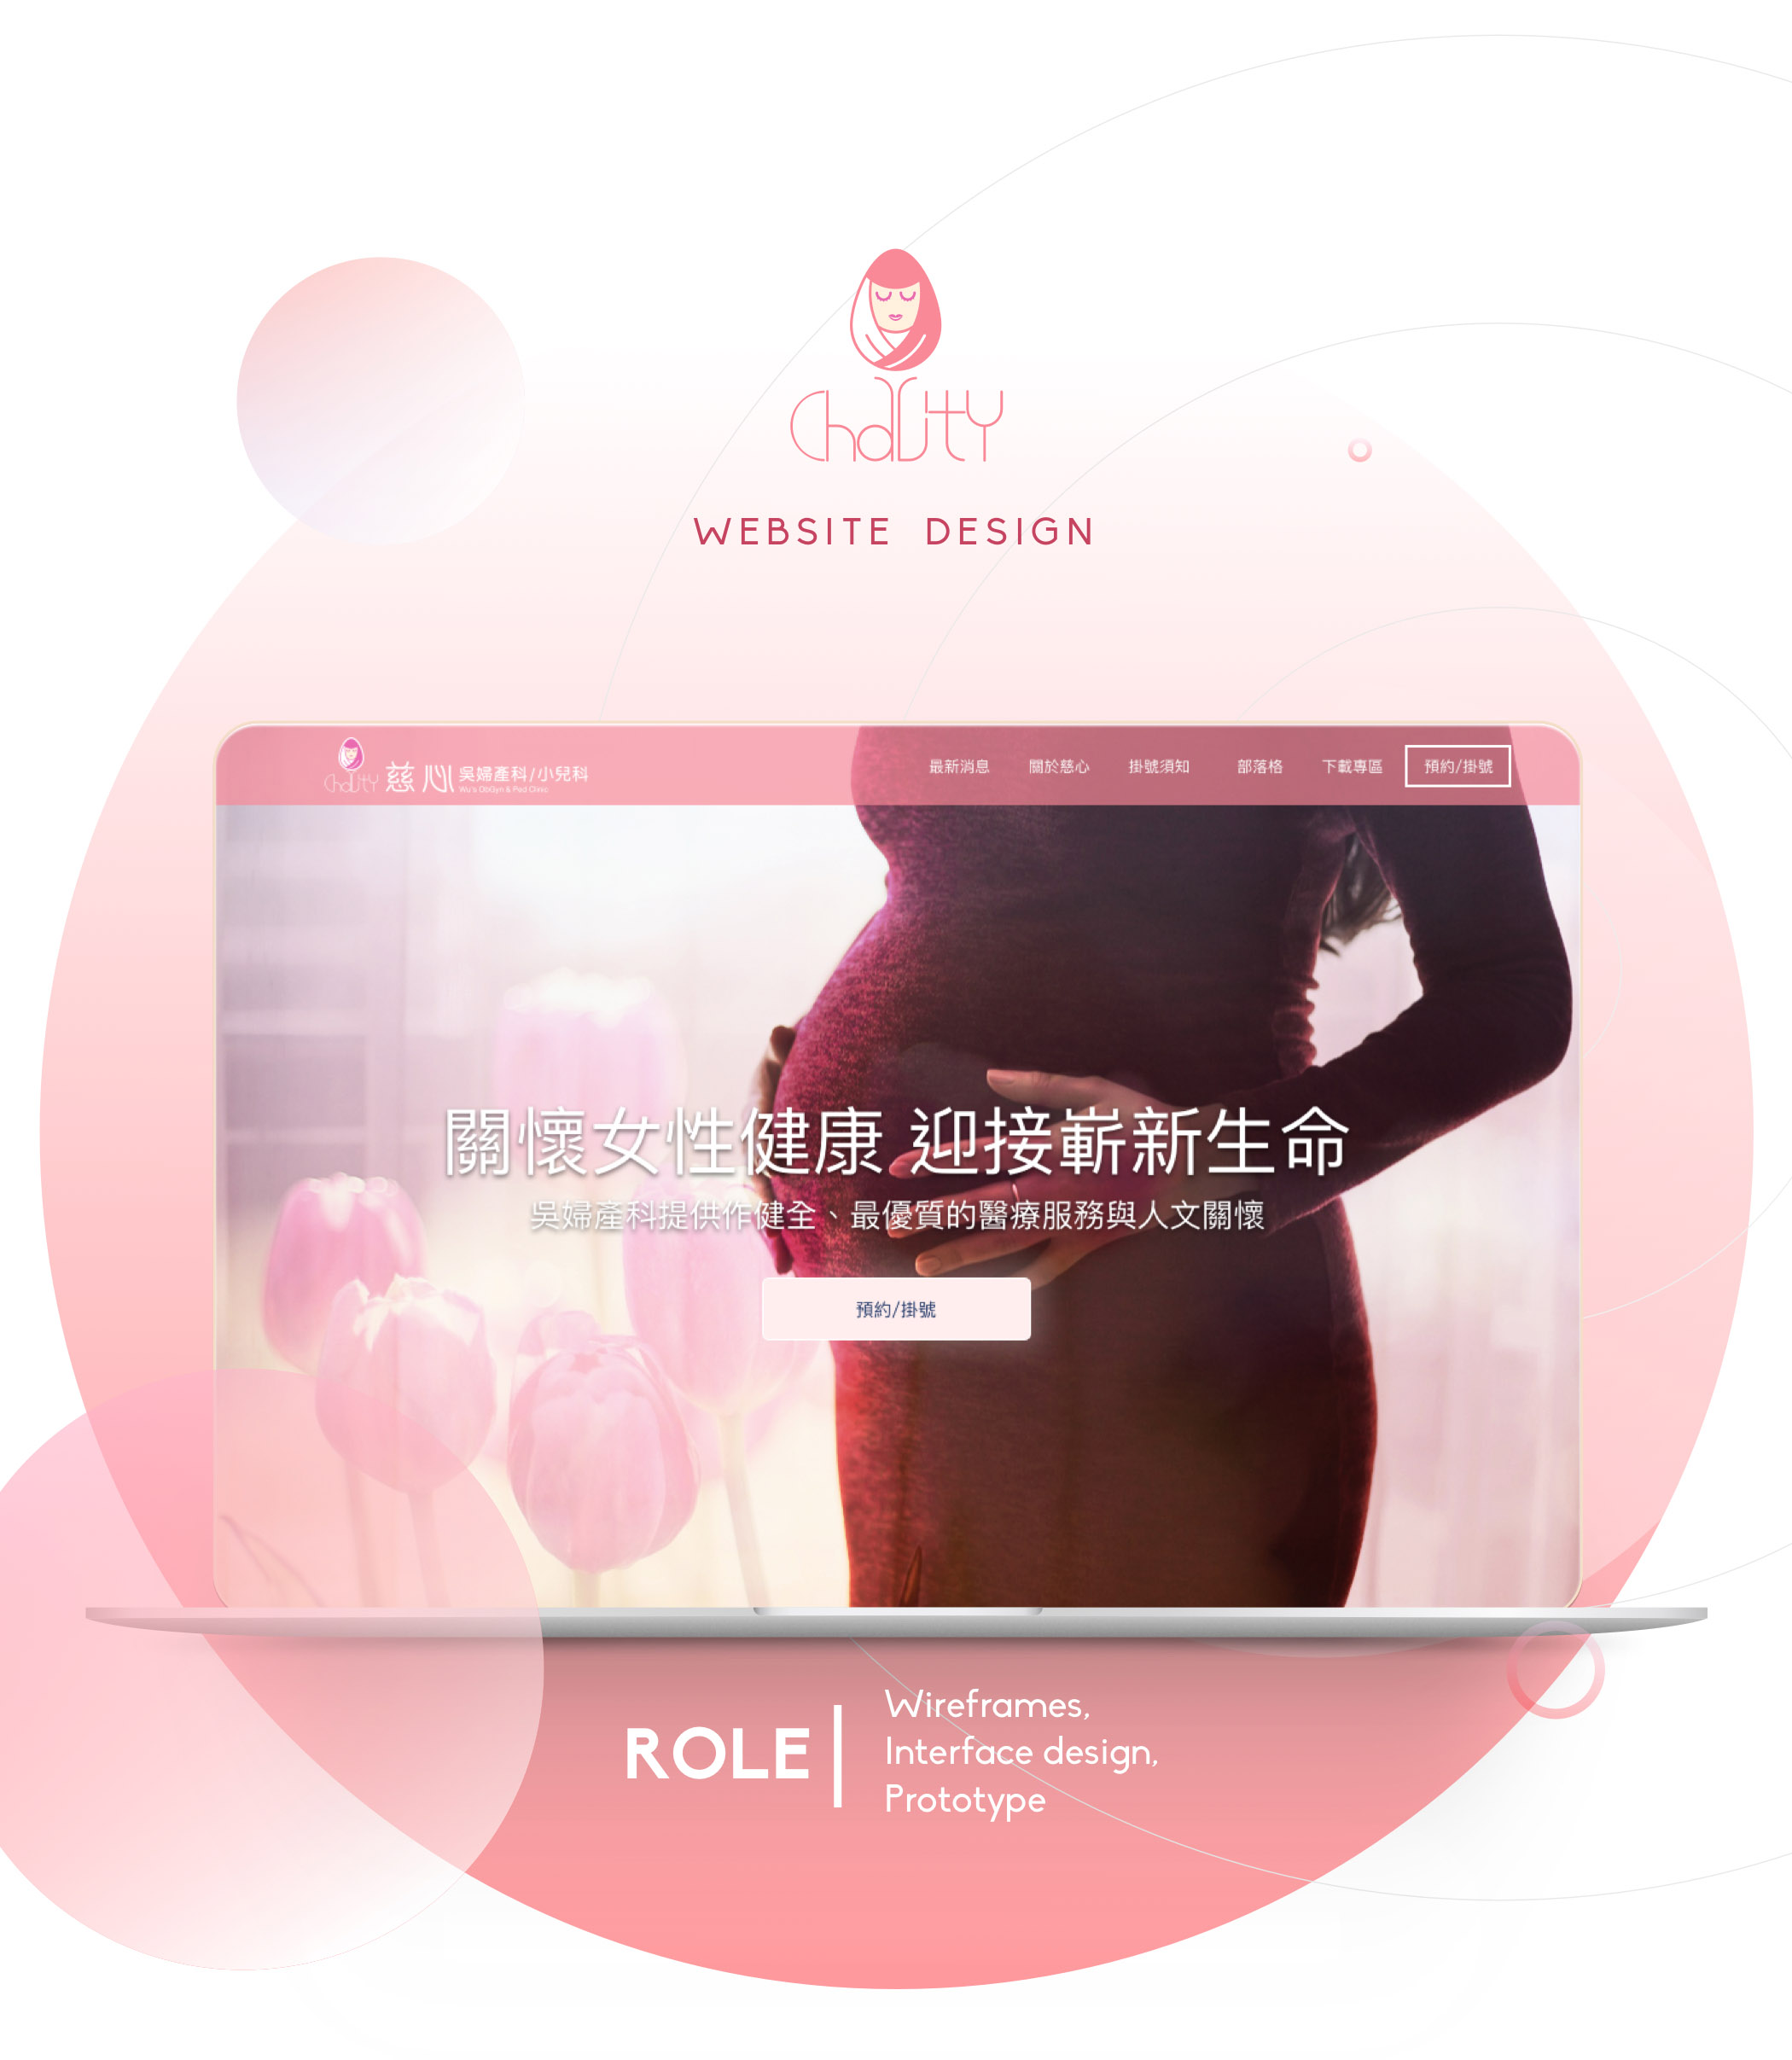 Charity
WEBSITE DESIGN
Charity 慈心 吳婦產科/小兒科
Wu's ObGyn & Ped Clinic
最新消息 關於慈心 掛號須知 部落格 下載專區 預約/掛號
關懷女性健康 迎接嶄新生命
吳婦產科提供作健全、最優質的醫療服務與人文關懷
預約/掛號
ROLE
Wireframes,
Interface design,
Prototype